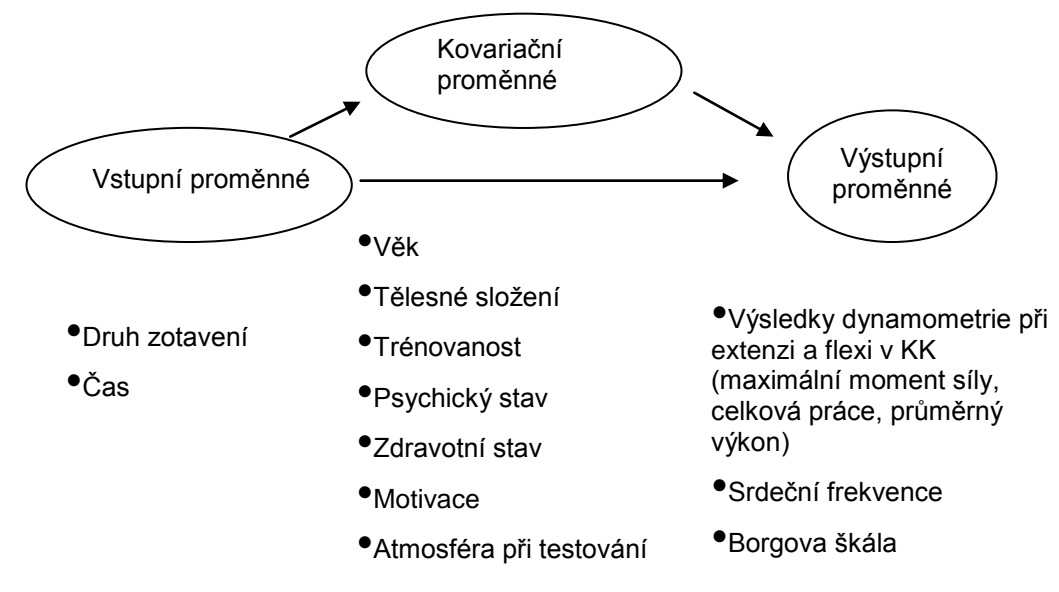 Kovariační
proměnné
Vstupní proměnné
Výstupní
proměnné
•Druh zotavení
•Čas
•Věk
•Tělesné složení
•Trénovanost
•Psychický stav
•Zdravotní stav
•Motivace
•Atmosféra při testování
•Výsledky dynamometrie při
extenzi a flexi v KK
(maximální moment síly,
celková práce, průměrný
výkon)
•Srdeční frekvence
•Borgova škála